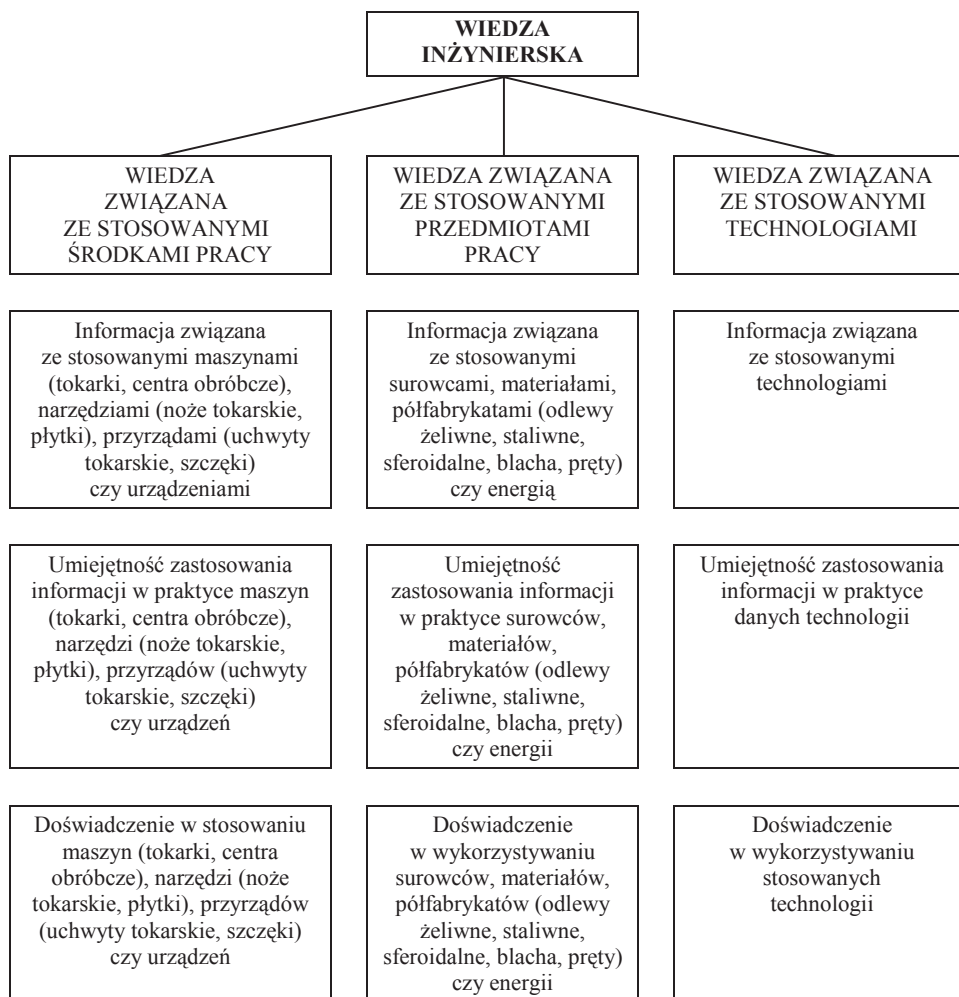 WIEDZA
INŻYNIERSKA
WIEDZA
ZWIĄZANA
ZE STOSOWANYMI
ŚRODKAMI PRACY
WIEDZA ZWIĄZANA
ZE STOSOWANYMI
PRZEDMIOTAMI
PRACY
WIEDZA ZWIĄZANA
ZE STOSOWANYMI
TECHNOLOGIAMI
Informacja związana
ze stosowanymi maszynami
(tokarki, centra obróbcze),
narzędziami (noże tokarskie,
płytki), przyrządami (uchwyty
tokarskie, szczęki)
czy urządzeniami
Informacja związana
ze stosowanymi
surowcami, materiałami,
półfabrykatami (odlewy
żeliwne, staliwne,
sferoidalne, blacha, pręty)
czy energią
Informacja związana
ze stosowanymi
technologiami
Umiejętność zastosowania
informacji w praktyce maszyn
(tokarki, centra obróbcze),
narzędzi (noże tokarskie,
płytki), przyrządów (uchwyty
tokarskie, szczęki)
czy urządzeń
Umiejętność
zastosowania informacji
w praktyce surowców,
materiałów,
półfabrykatów (odlewy
żeliwne, staliwne,
sferoidalne, blacha, pręty)
czy energii
Umiejętność zastosowania
informacji w praktyce
danych technologii
Doświadczenie w stosowaniu
maszyn (tokarki, centra
obróbcze), narzędzi (noże
tokarskie, płytki), przyrządów
(uchwyty tokarskie, szczęki)
czy urządzeń
Doświadczenie
w wykorzystywaniu
surowców, materiałów,
półfabrykatów (odlewy
żeliwne, staliwne,
sferoidalne, blacha, pręty)
czy energii
Doświadczenie
w wykorzystywaniu
stosowanych
technologii